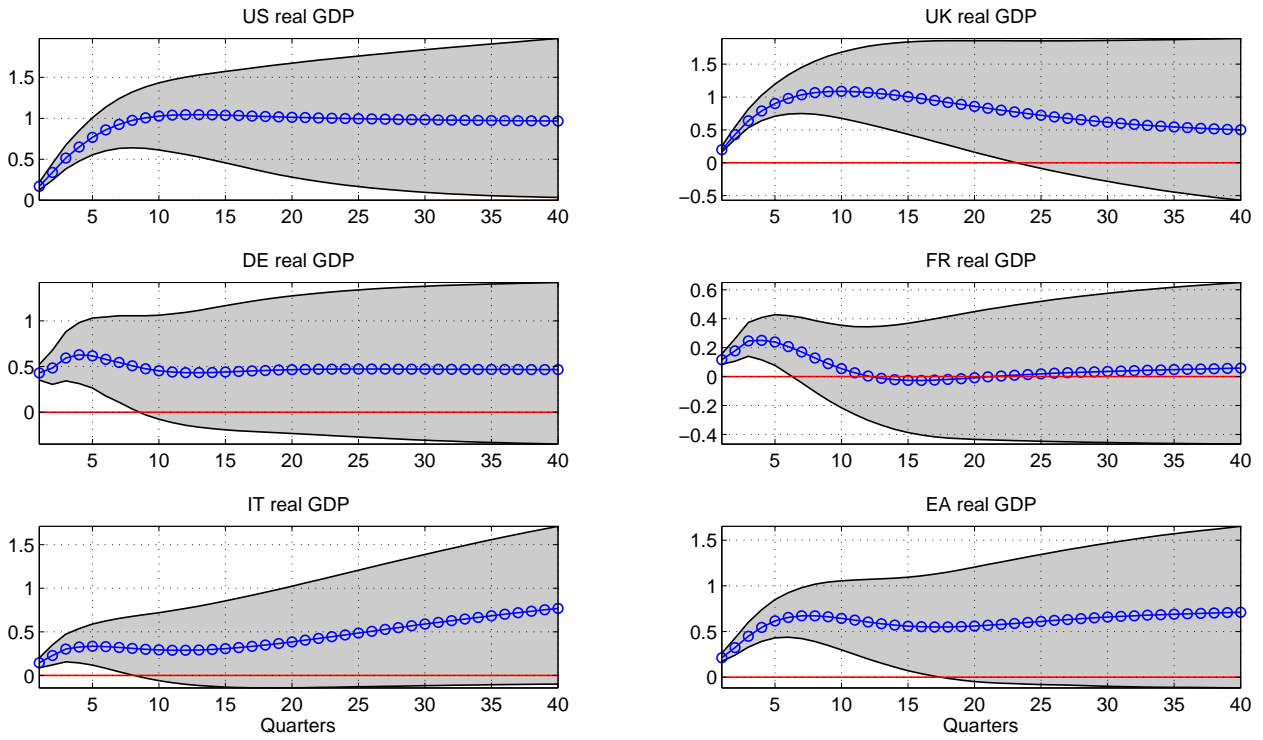 US real GDP
1.5
1
0.5
0
5 10 15 20 25 30 35 40
UK real GDP
1.5
1
0.5
0
−0.5
5 10 15 20 25 30 35 40
DE real GDP
1
0.5
0
5 10 15 20 25 30 35 40
FR real GDP
0.6
0.4
0.2
0
−0.2
−0.4
5 10 15 20 25 30 35 40
IT real GDP
1.5
1
0.5
0
5 10 15 20 25 30 35 40
Quarters
EA real GDP
1.5
1
0.5
0
5 10 15 20 25 30 35 40
Quarters